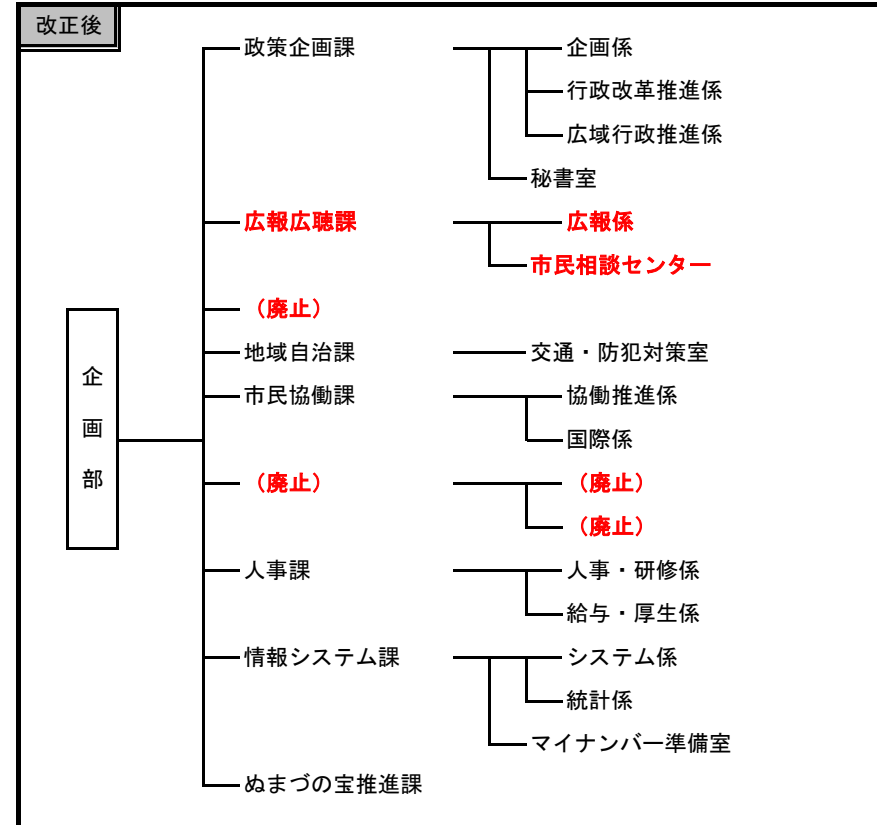 改正後
政策企画課 企画係
行政改革推進係
広域行政推進係
秘書室
広報広聴課 広報係
市民相談センター
（廃止）
地域自治課 交通・防犯対策室
市民協働課 協働推進係
国際係
企画部
（廃止） （廃止）
（廃止）
人事課 人事・研修係
給与・厚生係
情報システム課 システム係
統計係
マイナンバー準備室
ぬまづの宝推進課